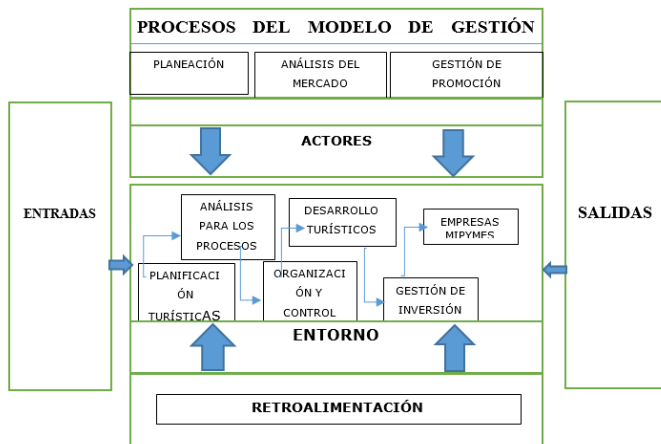 PROCESOS DEL MODELO DE GESTIÓN
PLANEACIÓN
ANÁLISIS DEL
MERCADO
GESTIÓN DE
PROMOCIÓN
ACTORES
ENTRADAS
SALIDAS
ANÁLISIS
PARA LOS
PROCESOS
DESARROLLO
TURÍSTICOS
EMPRESAS
MIPYMES
PLANIFICACI
ÓN
TURÍSTICAS
ORGANIZACI
ÓN Y
CONTROL
GESTIÓN DE
INVERSIÓN
ENTORNO
RETROALIMENTACIÓN